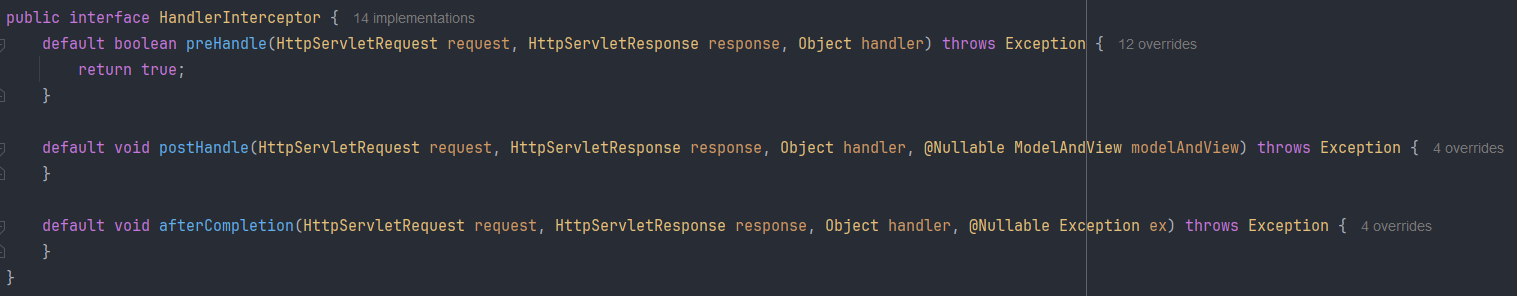 public interface HandlerInterceptor { 14 implementations
default boolean preHandle(HttpServletRequest request, HttpServletResponse response, Object handler) throws Exception { 12 overrides
return true;
}
default void postHandle(HttpServletRequest request, HttpServletResponse response, Object handler, @Nullable ModelAndView modelAndView) throws Exception { 4 overrides
}
default void afterCompletion(HttpServletRequest request, HttpServletResponse response, Object handler, @Nullable Exception ex) throws Exception { 4 overrides
}
}